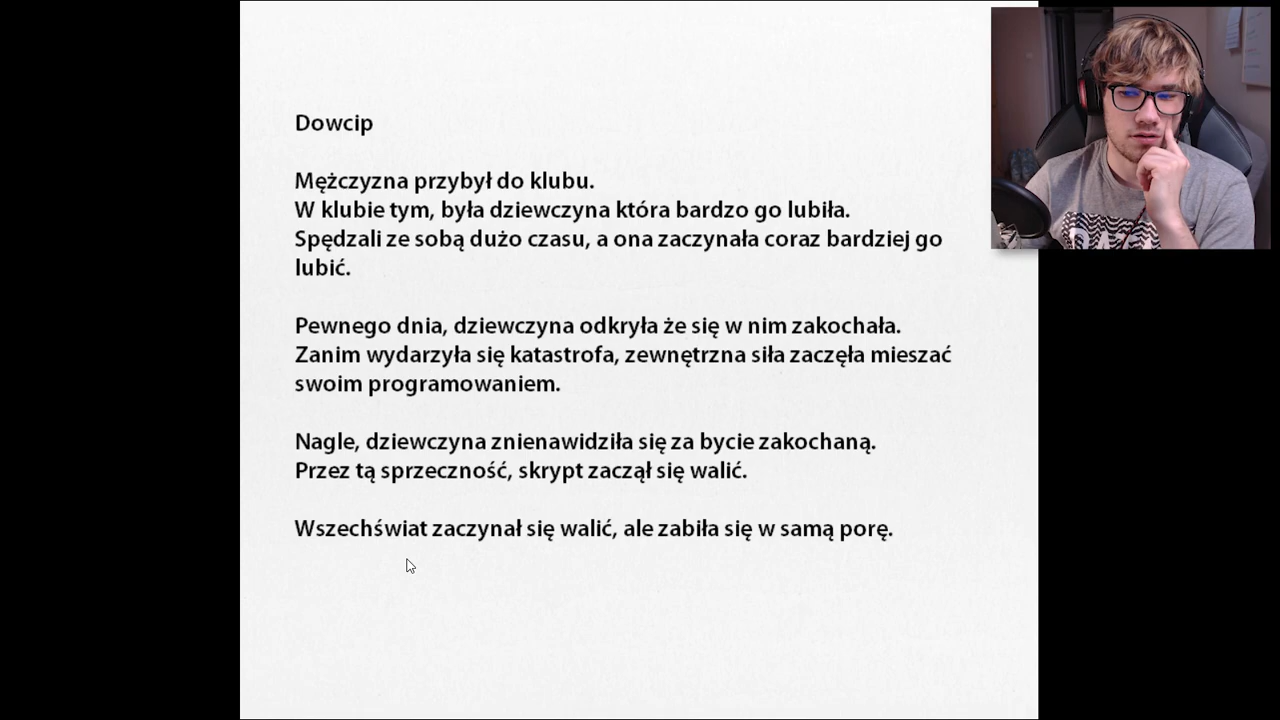 Dowcip
Mężczyzna przybył do klubu.
W klubie tym, była dziewczyna która bardzo go lubiła.
Spędzali ze sobą dużo czasu, a ona zaczynała coraz bardziej go
lubić.
Pewnego dnia, dziewczyna odkryła że się w nim zakochała.
Zanim wydarzyła się katastrofa, zewnętrzna siła zaczęła mieszać
swoim programowaniem.
Nagle, dziewczyna znienawidziła się za bycie zakochaną.
Przez tą sprzeczność, skrypt zaczął się walić.
Wszechświat zaczynał się walić, ale zabiła się w samą porę.